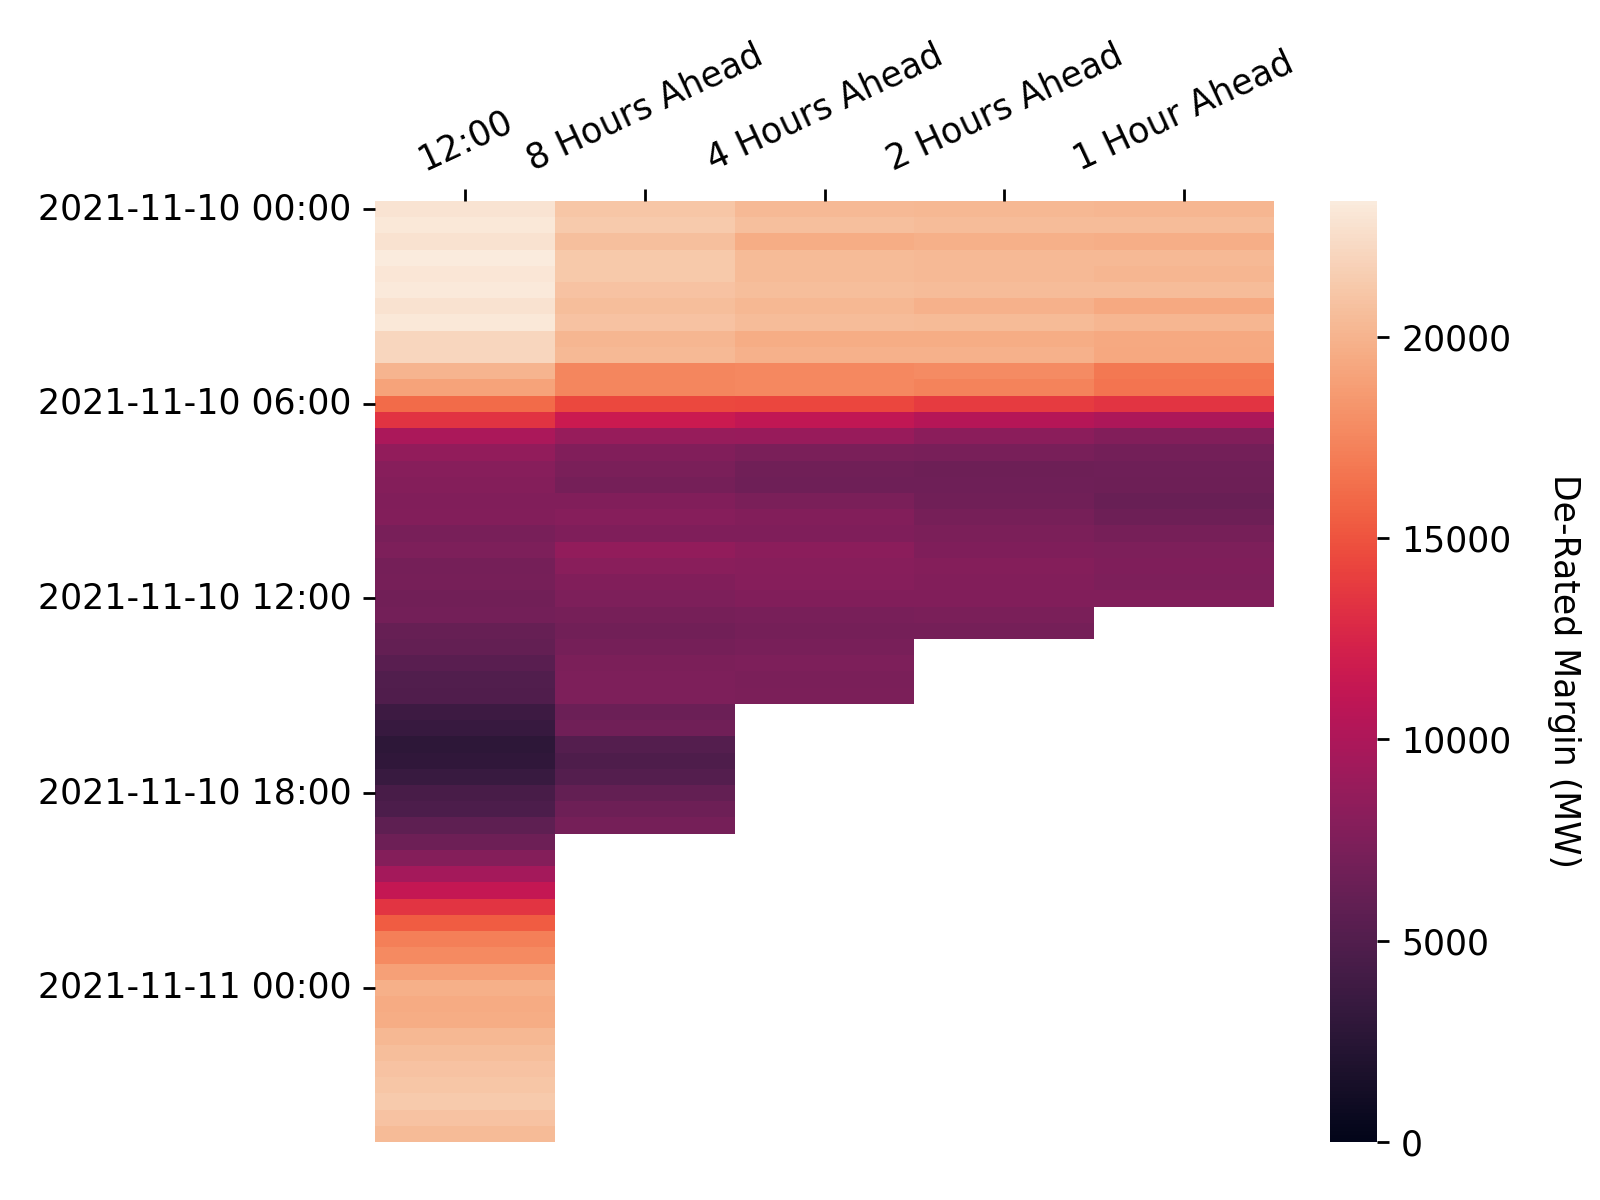 12:00
8 Hours Ahead
4 Hours Ahead
2 Hours Ahead
1 Hour Ahead
2021-11-10 00:00
2021-11-10 06:00
2021-11-10 12:00
2021-11-10 18:00
2021-11-11 00:00
20000
15000
10000
5000
0
De-Rated Margin (MW)